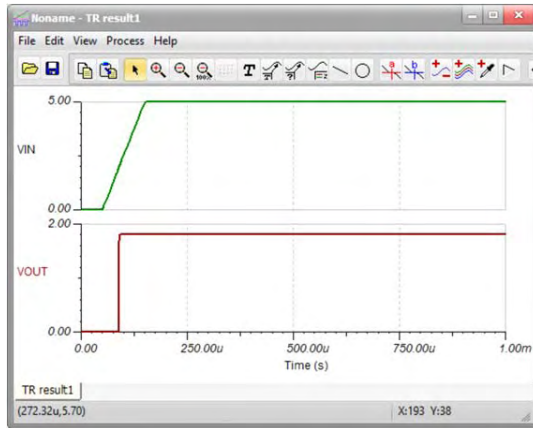 Noname - TR result1
File Edit View Process Help
T
100%
a b
5.00
VIN
0.00
2.00
VOUT
0.00
0.00 250.00u 500.00u 750.00u 1.00m
Time (s)
TR result1
(272.32u,5.70) X:193 Y:38